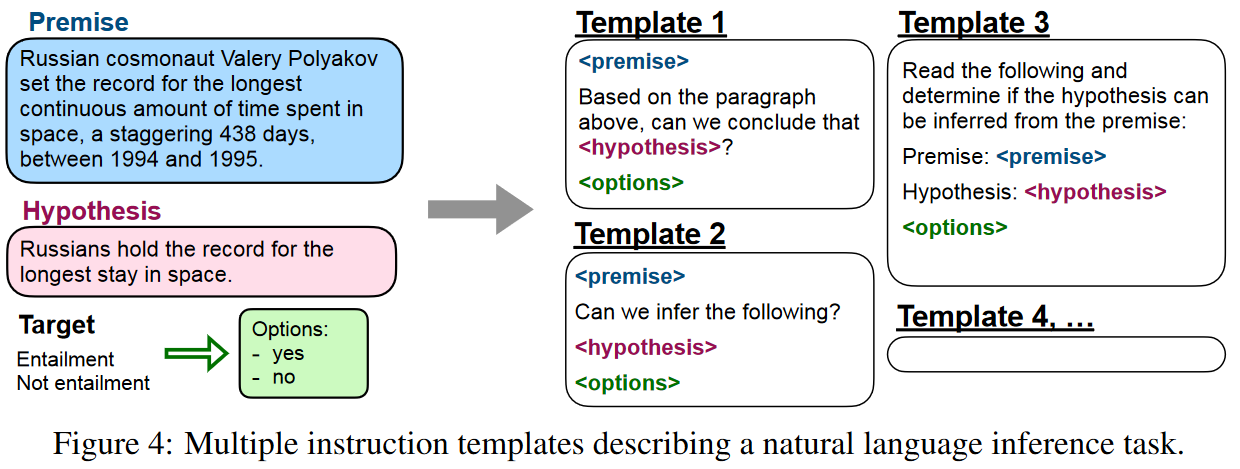 Premise
Russian cosmonaut Valery Polyakov
set the record for the longest
continuous amount of time spent in
space, a staggering 438 days,
between 1994 and 1995.
Hypothesis
Russians hold the record for the
longest stay in space.
Target
Entailment
Not entailment
Options:
- yes
- no
Template 1
<premise>
Based on the paragraph
above, can we conclude that
<hypothesis>?
<options>
Template 2
<premise>
Can we infer the following?
<hypothesis>
<options>
Template 3
Read the following and
determine if the hypothesis can
be inferred from the premise:
Premise: <premise>
Hypothesis: <hypothesis>
<options>
Template 4, ...
Figure 4: Multiple instruction templates describing a natural language inference task.